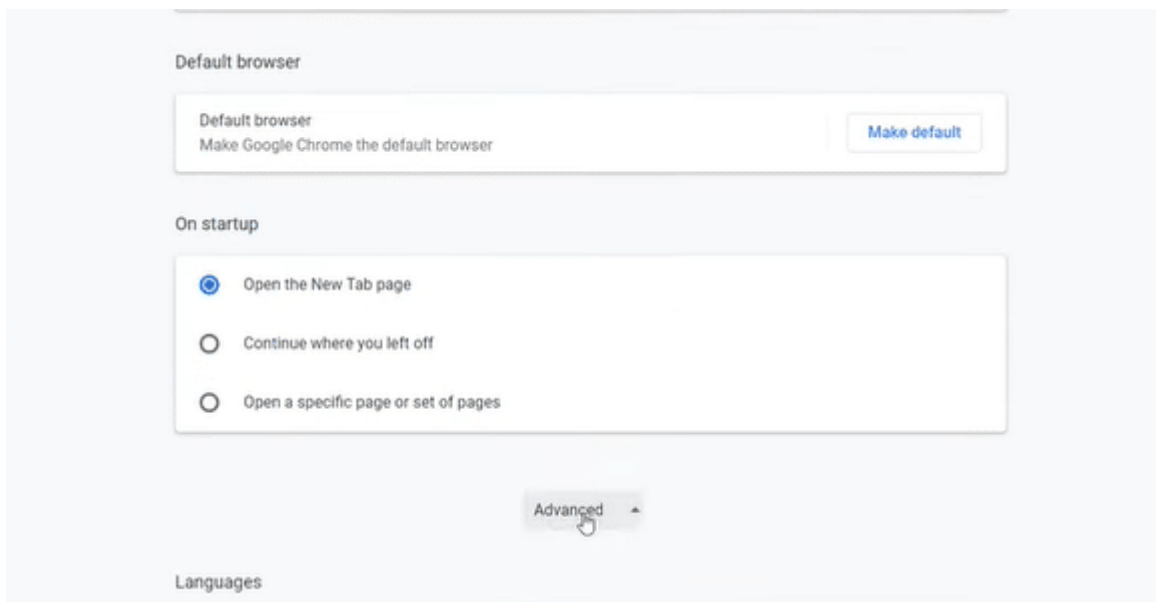 Default browser
Default browser
Make Google Chrome the default browser
Make default
On startup
Open the New Tab page
Continue where you left off
Open a specific page or set of pages
Advanced
Languages